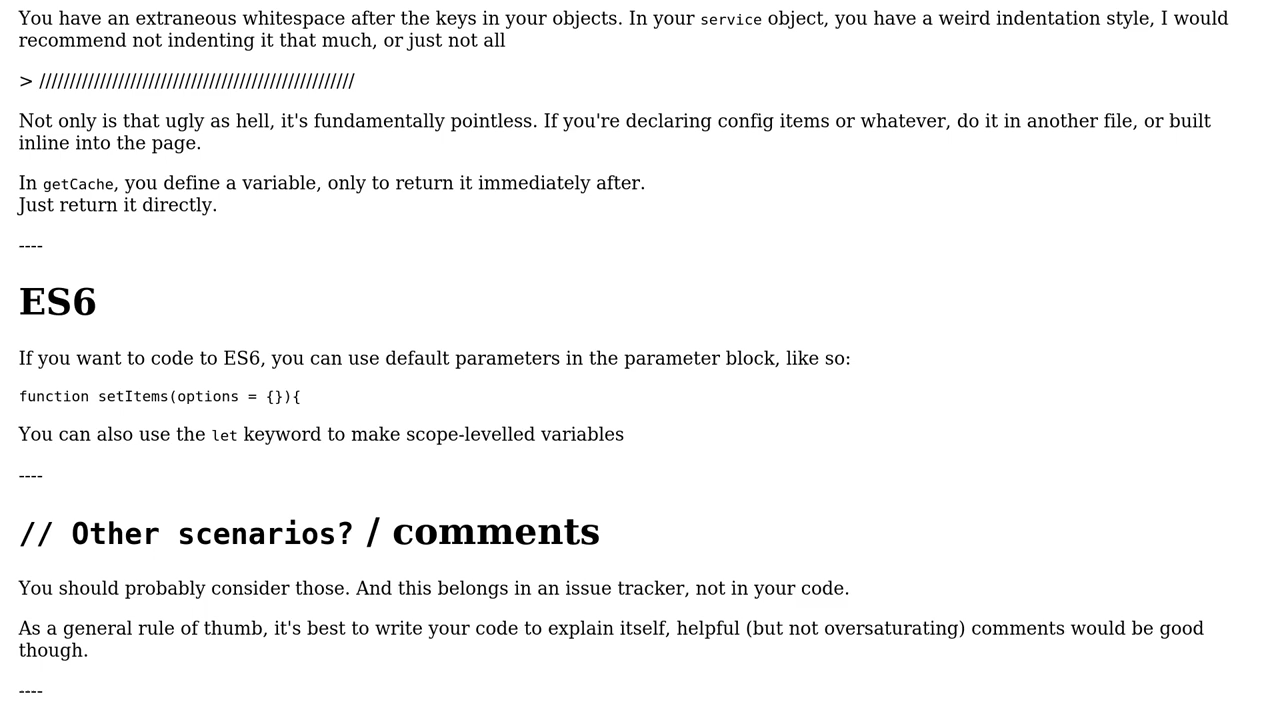 You have an extraneous whitespace after the keys in your objects. In your service object, you have a weird indentation style, I would
recommend not indenting it that much, or just not all
> ////////////////////////////////////////////////////
Not only is that ugly as hell, it's fundamentally pointless. If you're declaring config items or whatever, do it in another file, or built
inline into the page.
In getCache, you define a variable, only to return it immediately after.
Just return it directly.
----
ES6
If you want to code to ES6, you can use default parameters in the parameter block, like so:
function setItems(options = {}){
You can also use the let keyword to make scope-levelled variables
----
// Other scenarios? / comments
You should probably consider those. And this belongs in an issue tracker, not in your code.
As a general rule of thumb, it's best to write your code to explain itself, helpful (but not oversaturating) comments would be good
though.
----